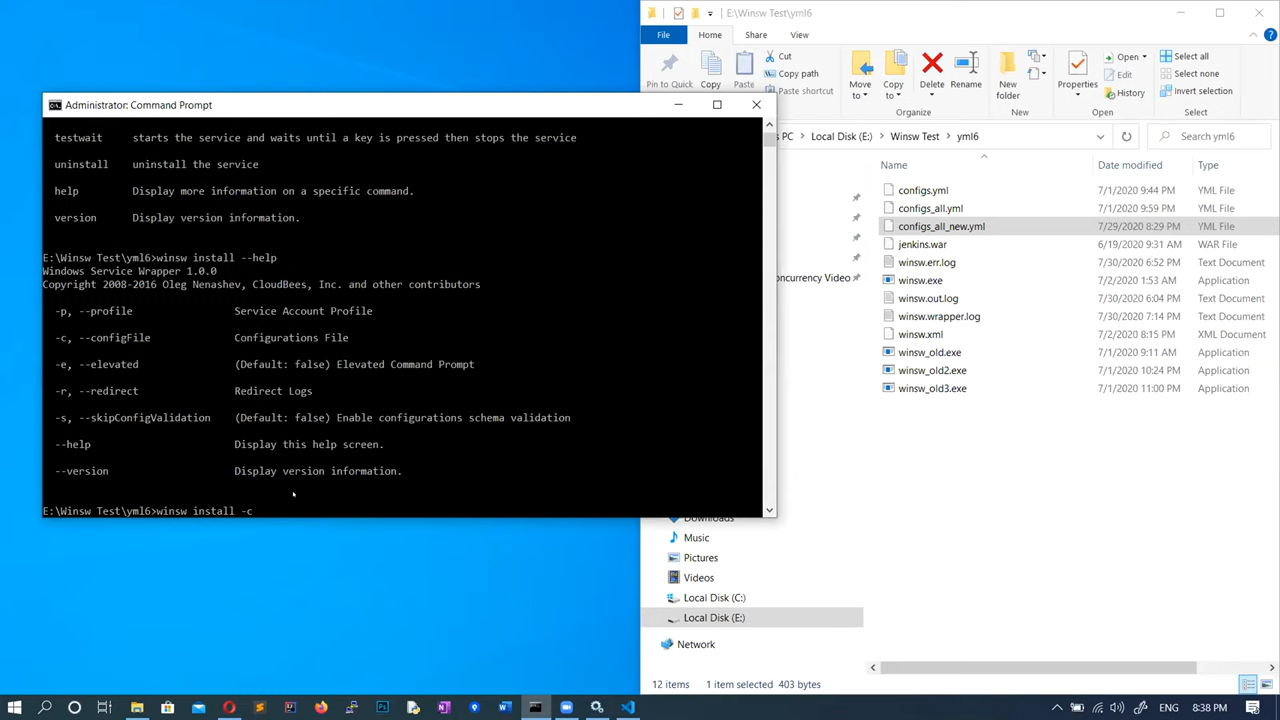 E:\Winsw Test\yml6
File
Home
Share
View
Pin to Quick
Copy
Paste
Cut
Copy path
Paste shortcut
Move
to
Copy
to
Delete
Rename
New
folder
Properties
Open
Edit
History
Select all
Select none
Invert selection
Organize
New
Open
Select
s PC > Local Disk (E:) > Winsw Test > yml6
Search yml6
Name
Date modified
Type
configs.yml 7/1/2020 9:44 PM YML File
configs_all.yml 7/1/2020 9:59 PM YML File
configs_all_new.yml 7/29/2020 8:29 PM YML File
jenkins.war 6/19/2020 9:31 AM WAR File
winsw.err.log 7/30/2020 6:52 PM Text Document
winsw.exe 7/2/2020 1:53 AM Application
winsw.out.log 7/30/2020 6:04 PM Text Document
winsw.wrapper.log 7/30/2020 7:14 PM Text Document
winsw.xml 7/2/2020 8:15 PM XML Document
winsw_old.exe 7/1/2020 9:11 AM Application
winsw_old2.exe 7/1/2020 10:24 PM Application
winsw_old3.exe 7/1/2020 11:00 PM Application
oncurrency Video
Downloads
Music
Pictures
Videos
Local Disk (C:)
Local Disk (E:)
Network
12 items 1 item selected 403 bytes
Administrator: Command Prompt
testwait starts the service and waits until a key is pressed then stops the service
uninstall uninstall the service
help Display more information on a specific command.
version Display version information.
E:\Winsw Test\yml6>winsw install --help
Windows Service Wrapper 1.0.0
Copyright 2008-2016 Oleg Nenashev, CloudBees, Inc. and other contributors
-p, --profile Service Account Profile
-c, --configFile Configurations File
-e, --elevated (Default: false) Elevated Command Prompt
-r, --redirect Redirect Logs
-s, --skipConfigValidation (Default: false) Enable configurations schema validation
--help Display this help screen.
--version Display version information.
E:\Winsw Test\yml6>winsw install -c
8:38 PM